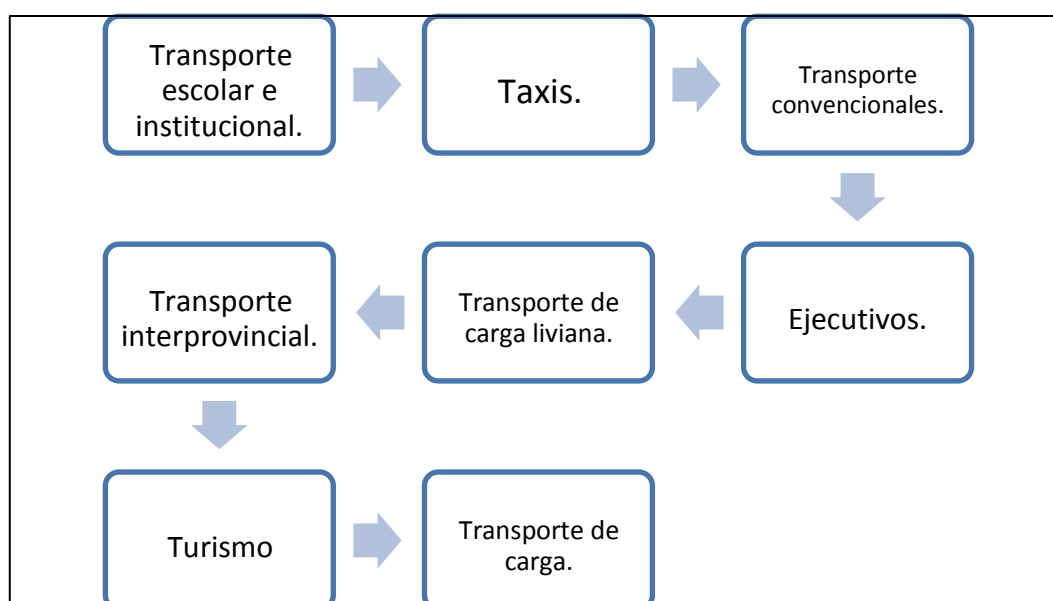 Transporte
escolar e
institucional.
Taxis.
Transporte
convencionales.
Ejecutivos.
Transporte de
carga liviana.
Transporte
interprovincial.
Turismo
Transporte de
carga.